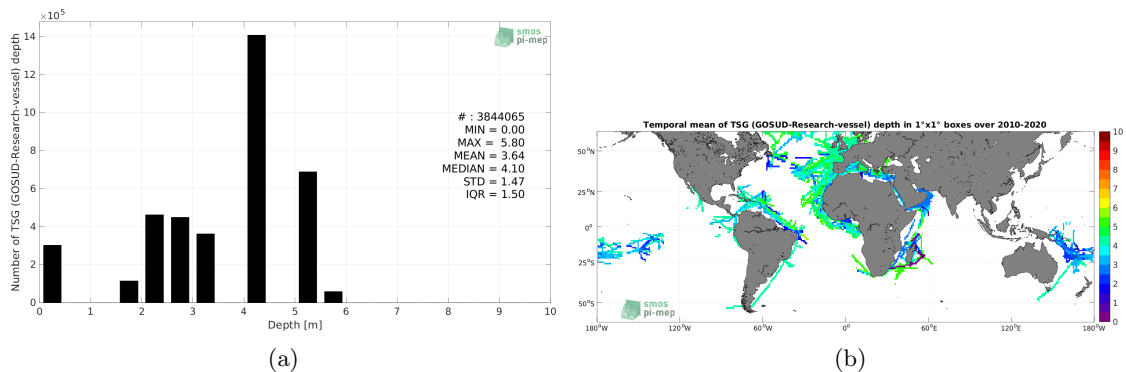 ×10⁵
14
12
10
8
6
4
2
0
Number of TSG (GOSUD-Research-vessel) depth
smos
pi-mep
# : 3844065
MIN = 0.00
MAX = 5.80
MEAN = 3.64
MEDIAN = 4.10
STD = 1.47
IQR = 1.50
0 1 2 3 4 5 6 7 8 9 10
Depth [m]
(a)
Temporal mean of TSG (GOSUD-Research-vessel) depth in 1°x1° boxes over 2010-2020
50°N
25°N
0°
25°S
50°S
smos
pi-mep
180°W 120°W 60°W 0° 60°E 120°E 180°W
10
9
8
7
6
5
4
3
2
1
0
(b)